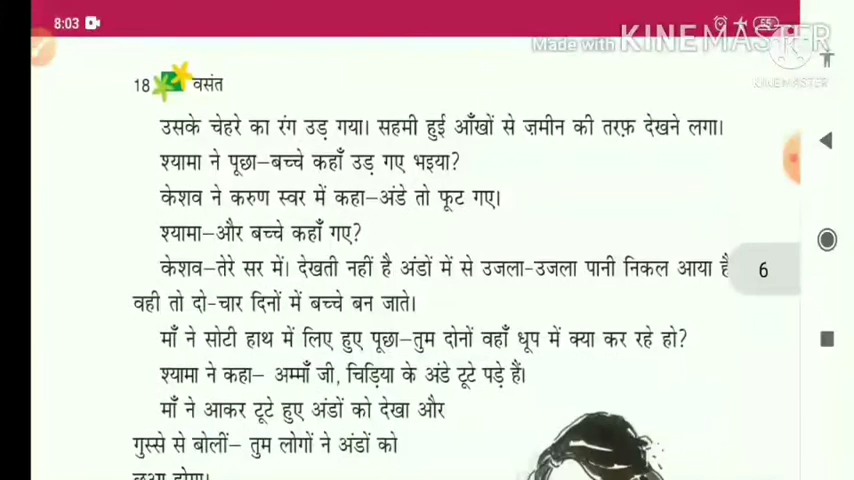 8:03
55
Made with KINEMASTER
KINEMASTER
18 वसंत
उसके चेहरे का रंग उड़ गया। सहमी हुई आँखों से ज़मीन की तरफ़ देखने लगा।
श्यामा ने पूछा–बच्चे कहाँ उड़ गए भइया?
केशव ने करुण स्वर में कहा–अंडे तो फूट गए।
श्यामा–और बच्चे कहाँ गए?
केशव–तेरे सर में। देखती नहीं है अंडों में से उजला-उजला पानी निकल आया है
6
वही तो दो-चार दिनों में बच्चे बन जाते।
माँ ने सोटी हाथ में लिए हुए पूछा–तुम दोनों वहाँ धूप में क्या कर रहे हो?
श्यामा ने कहा– अम्माँ जी, चिड़िया के अंडे टूटे पड़े हैं।
माँ ने आकर टूटे हुए अंडों को देखा और
गुस्से से बोलीं– तुम लोगों ने अंडों को